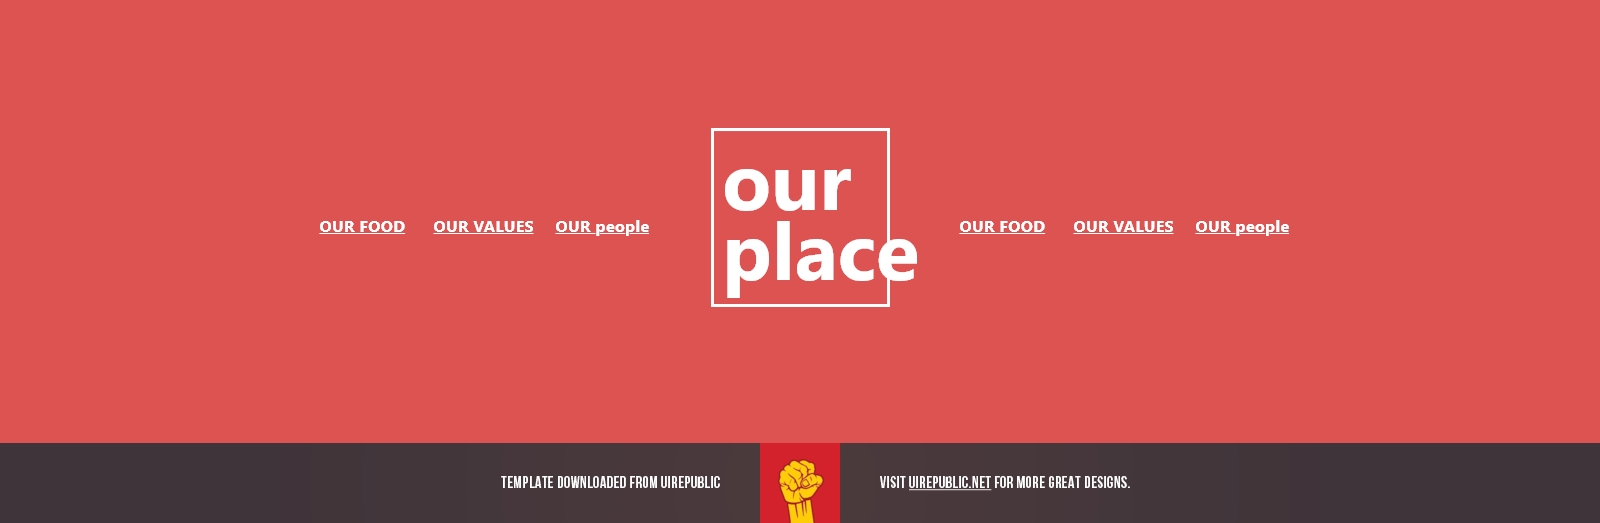 our
place
OUR FOOD OUR VALUES OUR people
OUR FOOD OUR VALUES OUR people
TEMPLATE DOWNLOADED FROM UIREPUBLIC
VISIT UIREPUBLIC.NET FOR MORE GREAT DESIGNS.